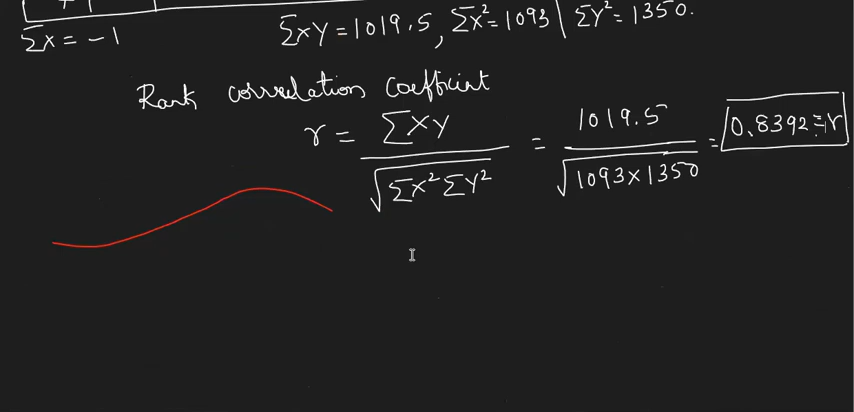 Σx = -1
ΣXY = 1019.5, ΣX² = 1093 | ΣY² = 1350.
Rank correlation coefficient
r = ΣXY / √ΣX² ΣY² = 1019.5 / √1093 x 1350 = 0.8392 = r